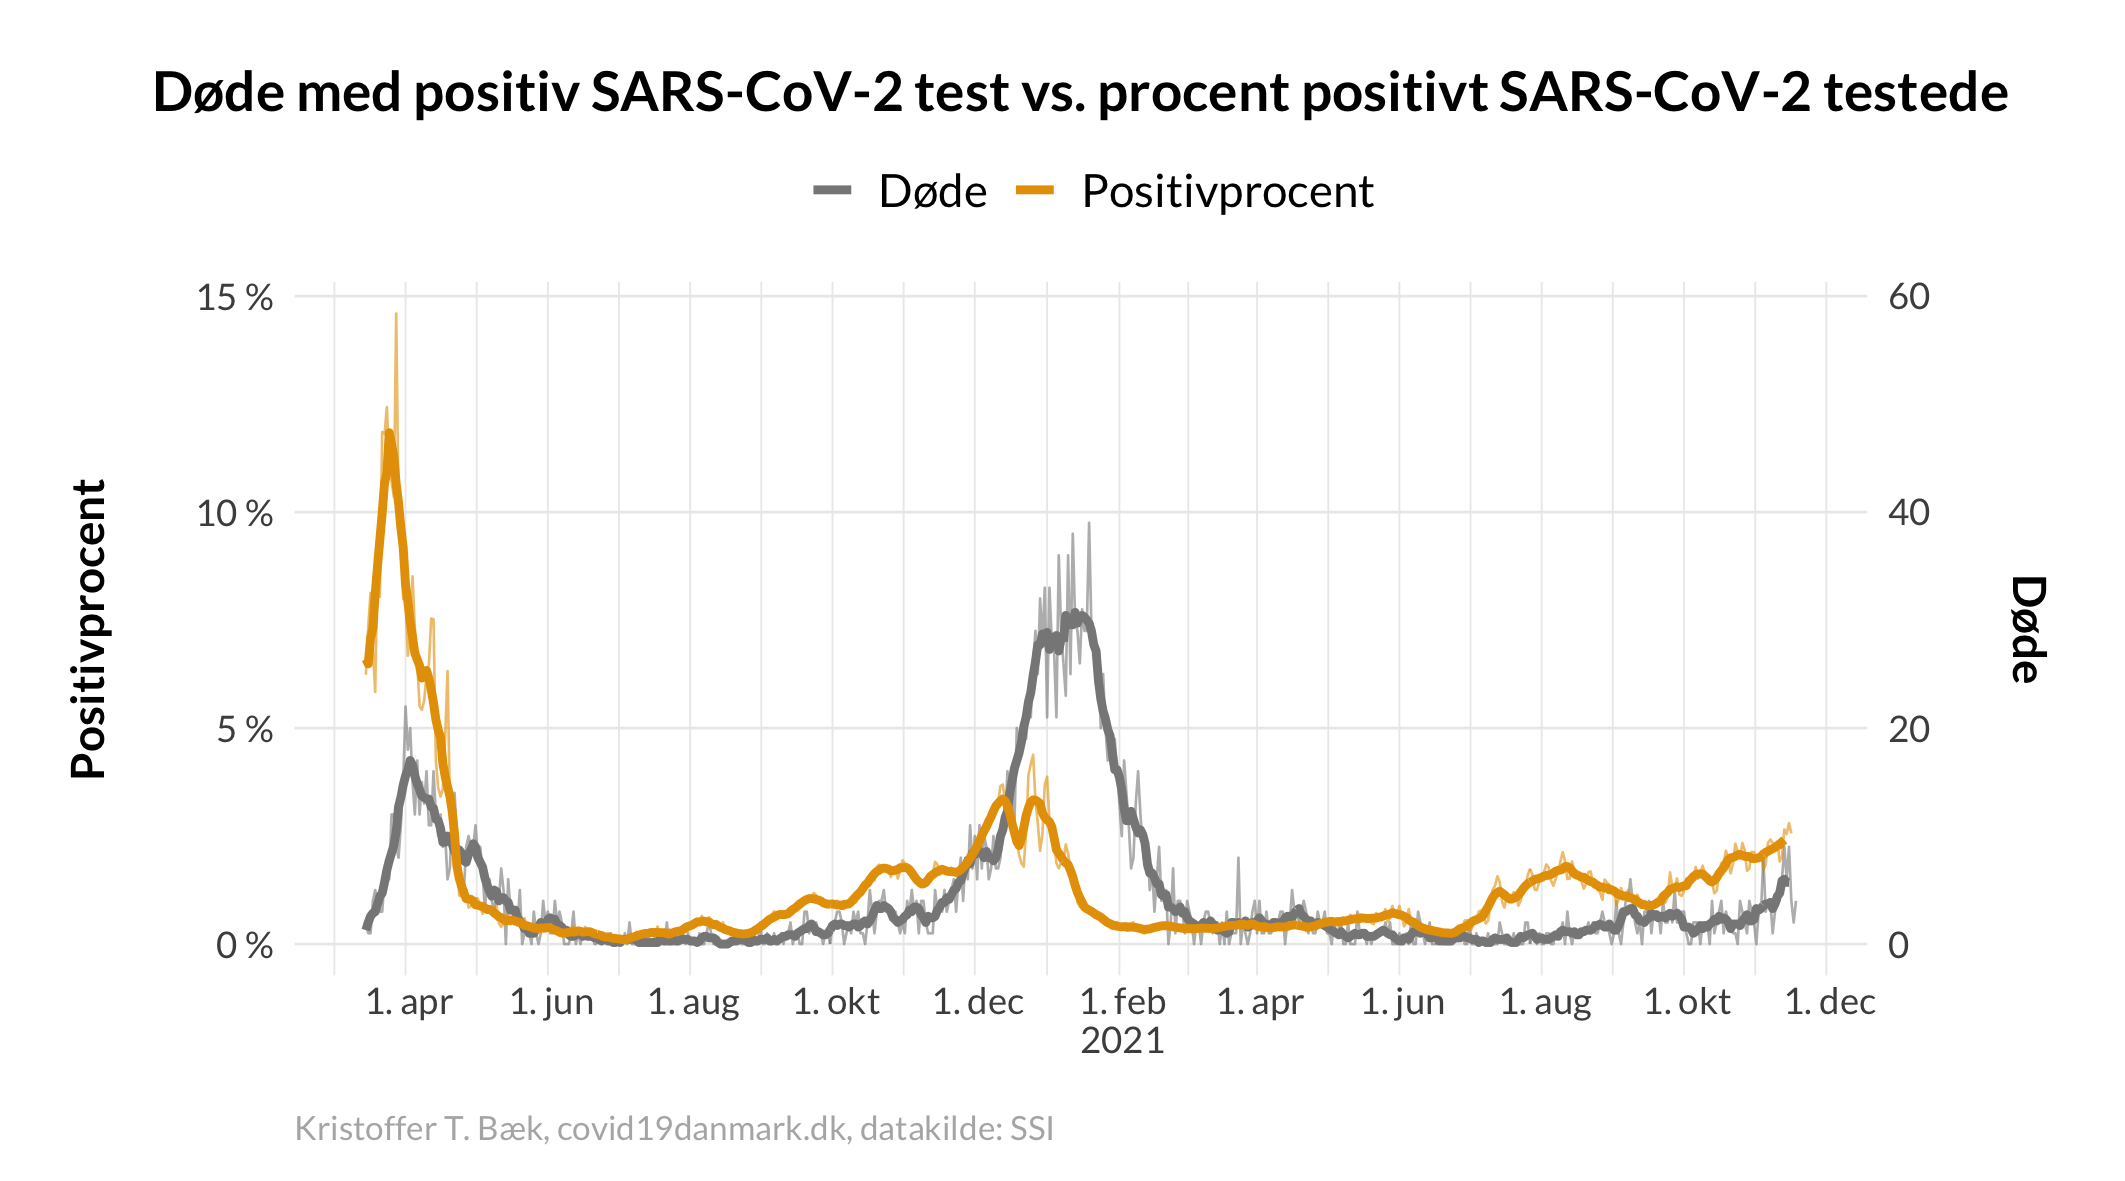 Døde med positiv SARS-CoV-2 test vs. procent positivt SARS-CoV-2 testede
Døde Positivprocent
15 % 60
10 % 40
5 % 20
0 % 0
Positivprocent
Døde
1. apr 1. jun 1. aug 1. okt 1. dec 1. feb 1. apr 1. jun 1. aug 1. okt 1. dec
2021
Kristoffer T. Bæk, covid19danmark.dk, datakilde: SSI